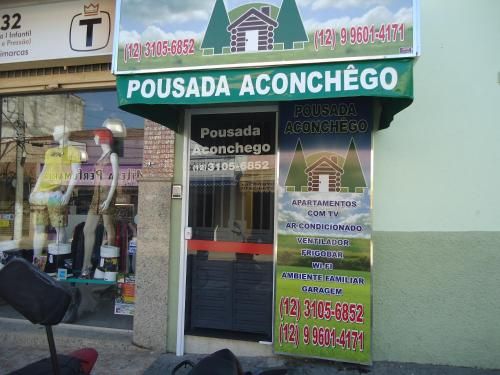 32
T
(12) 3105-6852
(12) 9 9601-4171
POUSADA ACONCHÊGO
Pousada
Aconchego
(12) 3105-6852
POUSADA
ACONCHÊGO
APARTAMENTOS
COM TV
AR CONDICIONADO
VENTILADOR
FRIGOBAR
WI-FI
AMBIENTE FAMILIAR
GARAGEM
(12) 3105-6852
(12) 9 9601-4171